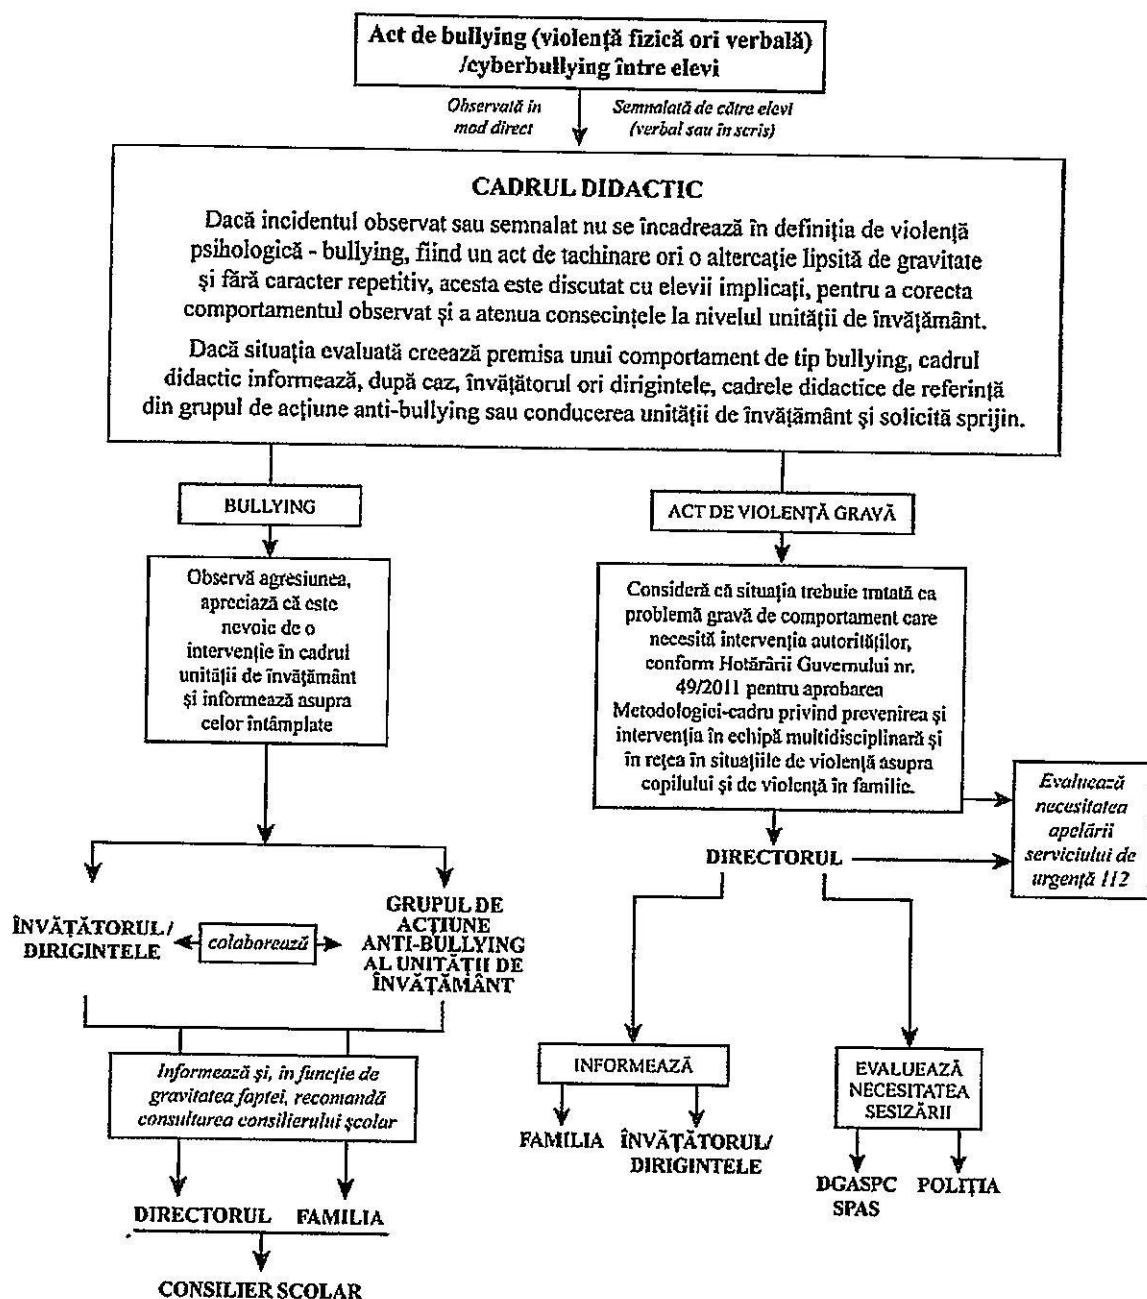 Act de bullying (violență fizică ori verbală)
/cyberbullying între elevi
Observată în
mod direct
Semnalată de către elevi
(verbal sau în scris)
CADRUL DIDACTIC
Dacă incidentul observat sau semnalat nu se încadrează în definiția de violență
psihologică - bullying, fiind un act de tachinare ori o altercație lipsită de gravitate
și fără caracter repetitiv, acesta este discutat cu elevii implicați, pentru a corecta
comportamentul observat și a atenua consecințele la nivelul unității de învățământ.
Dacă situația evaluată creează premisa unui comportament de tip bullying, cadrul
didactic informează, după caz, învățătorul ori dirigintele, cadrele didactice de referință
din grupul de acțiune anti-bullying sau conducerea unității de învățământ și solicită sprijin.
BULLYING
Observă agresiunea,
apreciază că este
nevoie de o
intervenție în cadrul
unității de învățământ
și informează asupra
celor întâmplate
ÎNVĂȚĂTORUL/
DIRIGINTELE
colaborează
GRUPUL DE
ACȚIUNE
ANTI-BULLYING
AL UNITĂȚII DE
ÎNVĂȚĂMÂNT
Informează și, în funcție de
gravitatea faptei, recomandă
consultarea consilierului școlar
DIRECTORUL
FAMILIA
CONSILIER SCOLAR
ACT DE VIOLENȚĂ GRAVĂ
Consideră că situația trebuie tratată ca
problemă gravă de comportament care
necesită intervenția autorităților,
conform Hotărârii Guvernului nr.
49/2011 pentru aprobarea
Metodologiei-cadru privind prevenirea și
intervenția în echipă multidisciplinară și
în rețea în situațiile de violență asupra
copilului și de violență în familie.
Evaluează
necesitatea
apelării
serviciului de
urgență 112
DIRECTORUL
INFORMEAZĂ
FAMILIA
ÎNVĂȚĂTORUL/
DIRIGINTELE
EVALUEAZĂ
NECESITATEA
SESIZĂRII
DGASPC
SPAS
POLIȚIA